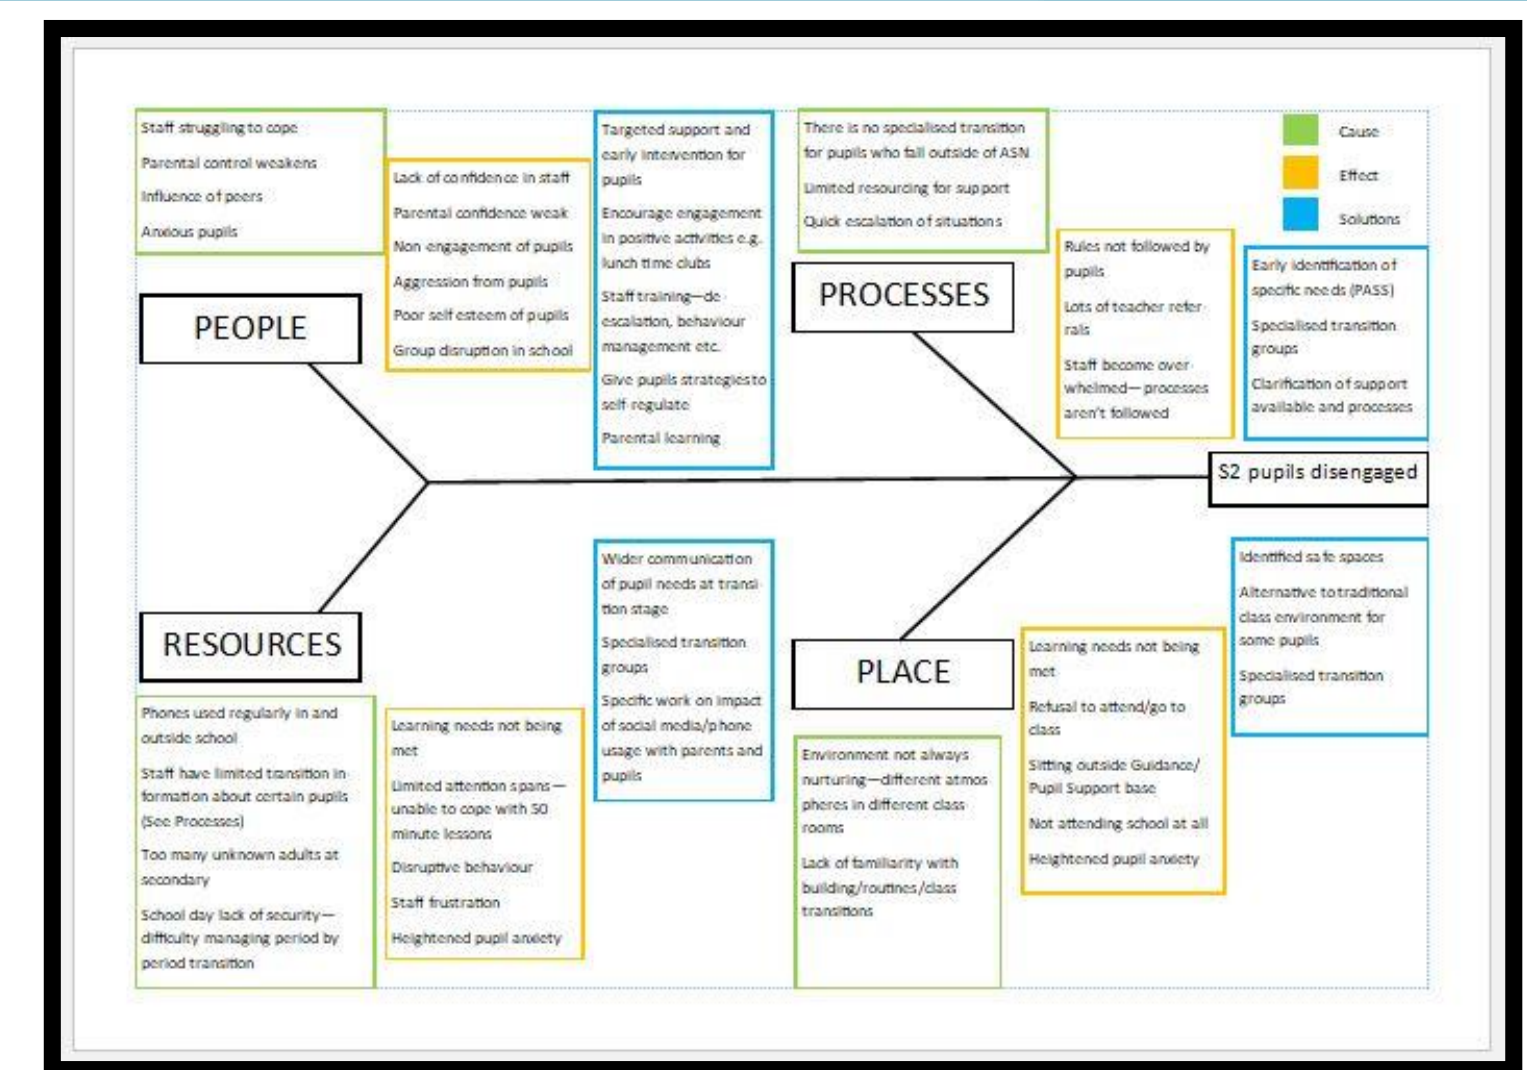 Staff struggling to cope
Parental control weakens
Influence of peers
Anxious pupils
PEOPLE
Lack of confidence in staff
Parental confidence weak
Non engagement of pupils
Aggression from pupils
Poor self esteem of pupils
Group disruption in school
Targeted support and
early intervention for
pupils
Encourage engagement
in positive activities e.g.
lunch time clubs
Staff training—de
escalation, behaviour
management etc.
Give pupils strategies to
self regulate
Parental learning
There is no specialised transition
for pupils who fall outside of ASN
Limited resourcing for support
Quick escalation of situations
PROCESSES
Rules not followed by
pupils
Lots of teacher refer-
rals
Staff become over-
whelmed—processes
aren't followed
Cause
Effect
Solutions
Early identification of
specific needs (PASS)
Specialised transition
groups
Clarification of support
available and processes
S2 pupils disengaged
RESOURCES
Phones used regularly in and
outside school
Staff have limited transition in-
formation about certain pupils
(See Processes)
Too many unknown adults at
secondary
School day lack of security—
difficulty managing period by
period transition
Learning needs not being
met
Limited attention spans—
unable to cope with 50
minute lessons
Disruptive behaviour
Staff frustration
Heightened pupil anxiety
Wider communication
of pupil needs at transi-
tion stage
Specialised transition
groups
Specific work on impact
of social media/phone
usage with parents and
pupils
PLACE
Environment not always
nurturing—different atmos
pheres in different class
rooms
Lack of familiarity with
building/routines/class
transitions
Learning needs not being
met
Refusal to attend/go to
class
Sitting outside Guidance/
Pupil Support base
Not attending school at all
Heightened pupil anxiety
Identified safe spaces
Alternative to traditional
class environment for
some pupils
Specialised transition
groups